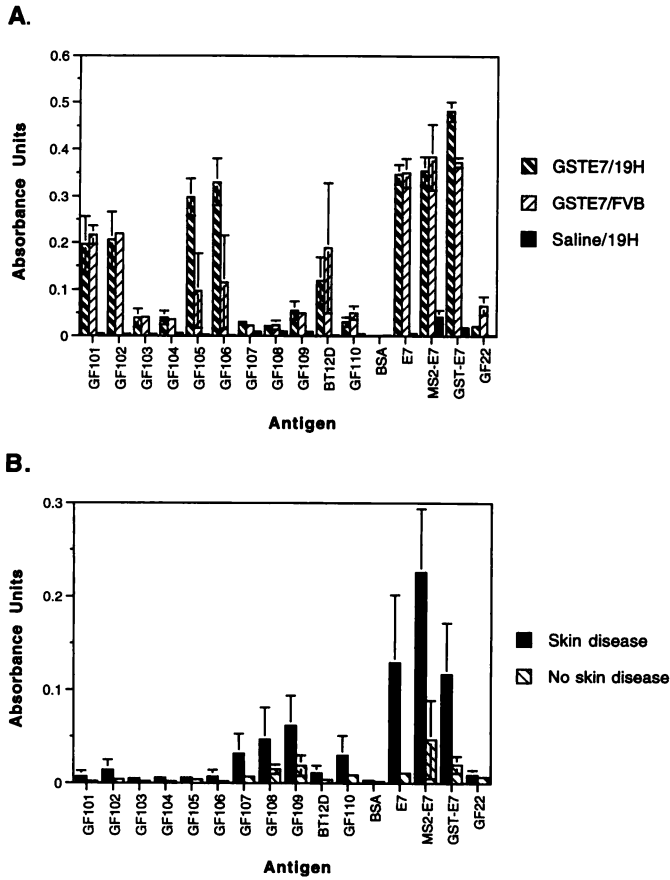 A.
0.6
0.5
0.4
0.3
0.2
0.1
0
Absorbance Units
GF101
GF102
GF103
GF104
GF105
GF106
GF107
GF108
GF109
BT12D
GF110
BSA
E7
MS2-E7
GST-E7
GF22
Antigen
GSTE7/19H
GSTE7/FVB
Saline/19H
B.
0.3
0.2
0.1
0
Absorbance Units
GF101
GF102
GF103
GF104
GF105
GF106
GF107
GF108
GF109
BT12D
GF110
BSA
E7
MS2-E7
GST-E7
GF22
Antigen
Skin disease
No skin disease